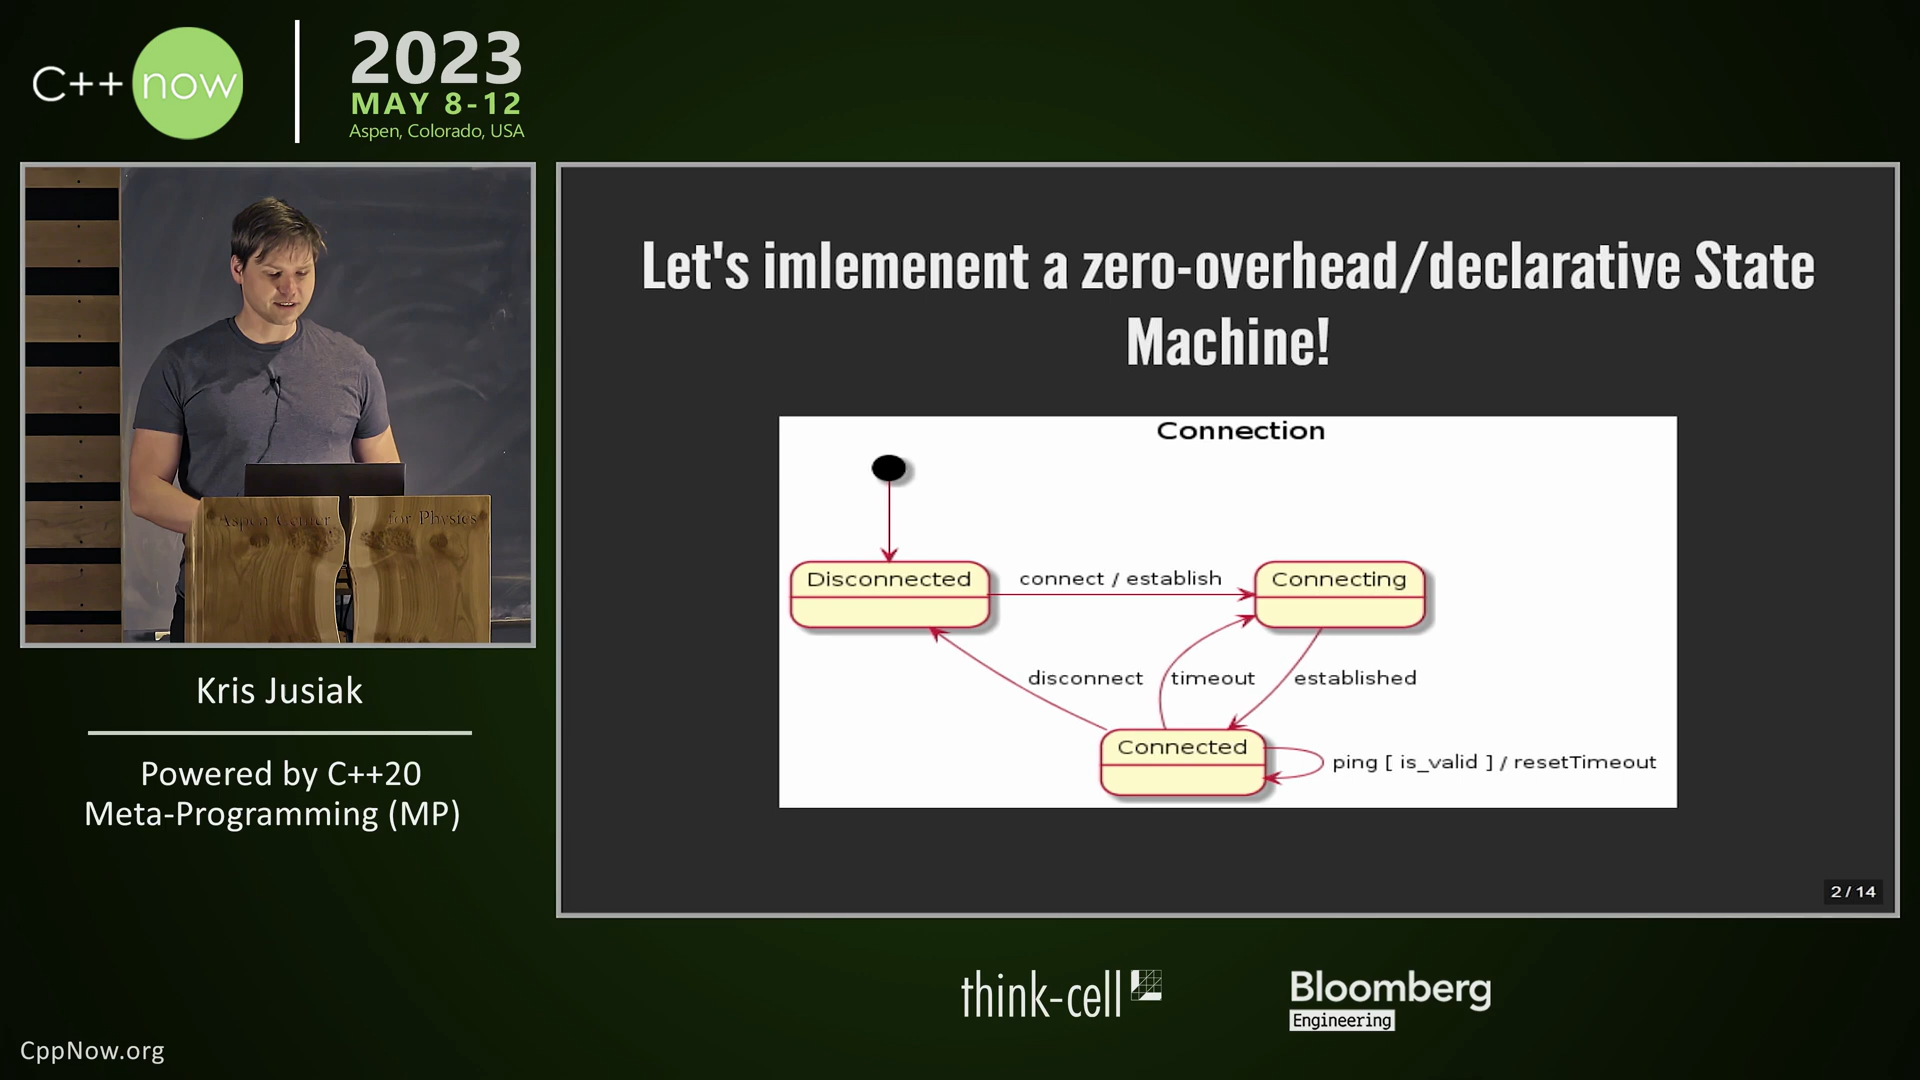 C++ now
2023
MAY 8-12
Aspen, Colorado, USA
Aspen Center for Physics
Kris Jusiak
Powered by C++20
Meta-Programming (MP)
Let's imlemenent a zero-overhead/declarative State
Machine!
Connection
Disconnected
connect / establish
Connecting
disconnect
timeout
established
Connected
ping [ is_valid ] / resetTimeout
2 / 14
think-cell
Bloomberg
Engineering
CppNow.org